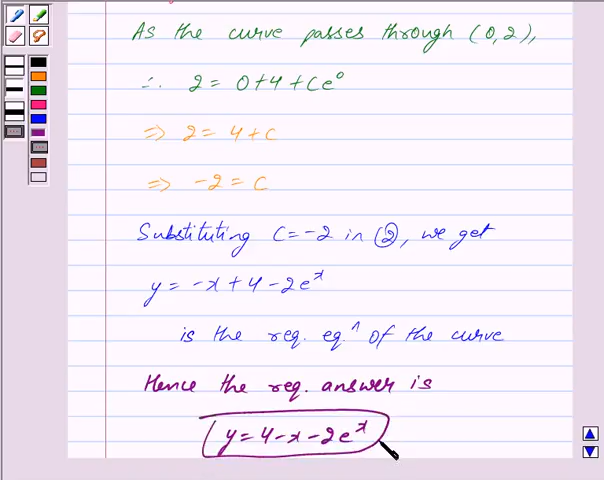 As the curve passes through (0,2),
∴ 2 = 0+4+Ce⁰
⇒ 2 = 4+C
⇒ -2 = C
Substituting C=-2 in ②, we get
y = -x+4-2eˣ
is the req. eq^n of the curve
Hence the req. answer is
y=4-x-2eˣ